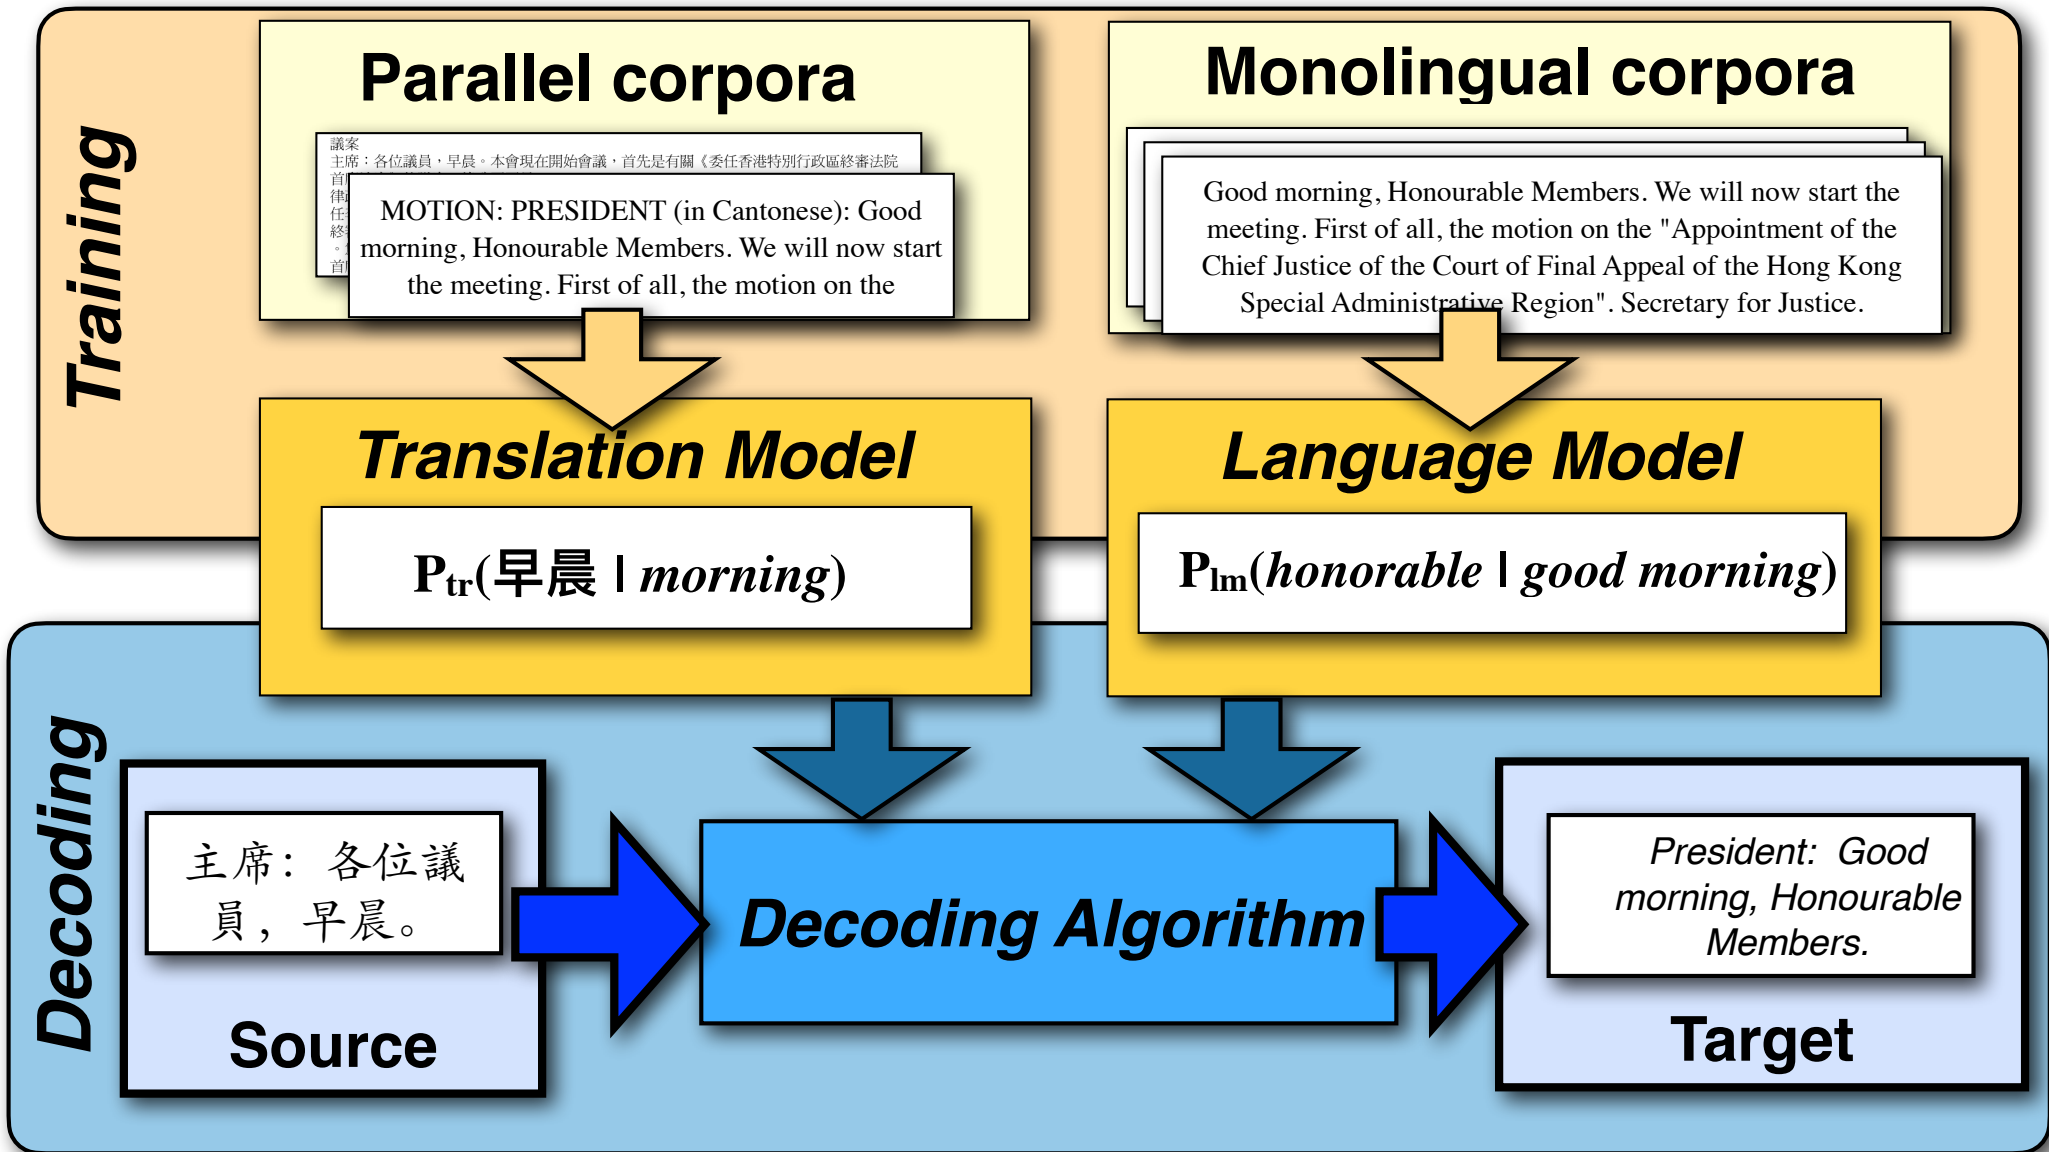 Training
Parallel corpora
議案
主席：各位議員，早晨。本會現在開始會議，首先是有關《委任香港特別行政區終審法院
首
律
任
終
。
首
MOTION: PRESIDENT (in Cantonese): Good
morning, Honourable Members. We will now start
the meeting. First of all, the motion on the
Monolingual corpora
Good morning, Honourable Members. We will now start the
meeting. First of all, the motion on the "Appointment of the
Chief Justice of the Court of Final Appeal of the Hong Kong
Special Administrative Region". Secretary for Justice.
Translation Model
Ptr(早晨 | morning)
Language Model
Plm(honorable | good morning)
Decoding
主席：各位議
員，早晨。
Source
Decoding Algorithm
President: Good
morning, Honourable
Members.
Target